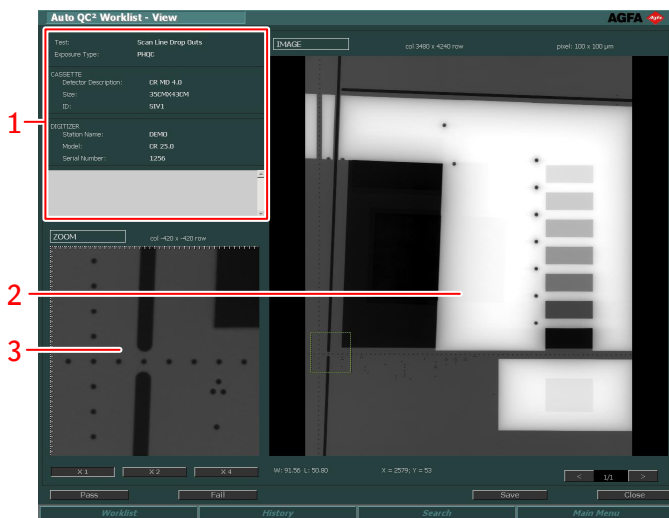 Auto QC² Worklist - View
AGFA
Test: Scan Line Drop Outs
Exposure Type: PHQC
CASSETTE
Detector Description: CR MD 4.0
Size: 35CMX43CM
ID: SIV1
DIGITIZER
Station Name: DEMO
Model: CR 25.0
Serial Number: 1256
1
IMAGE col 3480 x 4240 row pixel: 100 x 100 µm
ZOOM col -420 x -420 row
2
3
X 1 X 2 X 4
W: 91.56 L: 50.80 X = 2579; Y = 53
< 1/1 >
Pass Fail Save Close
Worklist History Search Main Menu